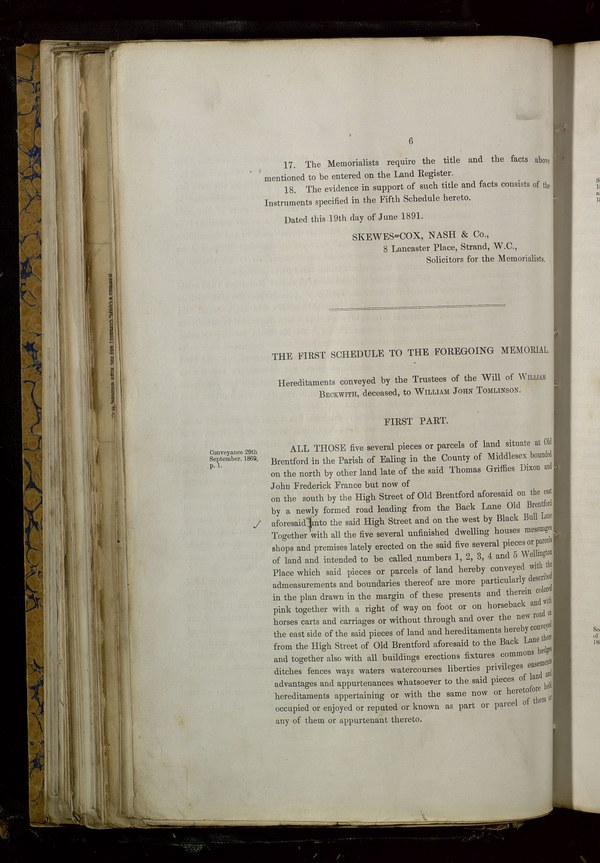 6
17. The Memorialists require the title and the facts above
mentioned to be entered on the Land Register.
18. The evidence in support of such title and facts consists of the
Instruments specified in the Fifth Schedule hereto.
Dated this 19th day of June 1891.
SKEWES=COX, NASH & Co.,
8 Lancaster Place, Strand, W.C.,
Solicitors for the Memorialists.
THE FIRST SCHEDULE TO THE FOREGOING MEMORIAL
Hereditaments conveyed by the Trustees of the Will of WILLIAM
BECKWITH, deceased, to WILLIAM JOHN TOMLINSON.
FIRST PART.
Conveyance 29th
September, 1869,
p. 1.
ALL THOSE five several pieces or parcels of land situate at Old
Brentford in the Parish of Ealing in the County of Middlesex bounded
on the north by other land late of the said Thomas Griffies Dixon and
John Frederick France but now of
on the south by the High Street of Old Brentford aforesaid on the east
by a newly formed road leading from the Back Lane Old Brentford
aforesaid into the said High Street and on the west by Black Bull Lane
Together with all the five several unfinished dwelling houses messuages
shops and premises lately erected on the said five several pieces or parcels
of land and intended to be called numbers 1, 2, 3, 4 and 5 Wellington
Place which said pieces or parcels of land hereby conveyed with the
admeasurements and boundaries thereof are more particularly described
in the plan drawn in the margin of these presents and therein colored
pink together with a right of way on foot or on horseback and with
horses carts and carriages or without through and over the new road on
the east side of the said pieces of land and hereditaments hereby conveyed
from the High Street of Old Brentford aforesaid to the Back Lane there
and together also with all buildings erections fixtures commons hedges
ditches fences ways waters watercourses liberties privileges easements
advantages and appurtenances whatsoever to the said pieces of land and
hereditaments appertaining or with the same now or heretofore held
occupied or enjoyed or reputed or known as part or parcel of them or
any of them or appurtenant thereto.